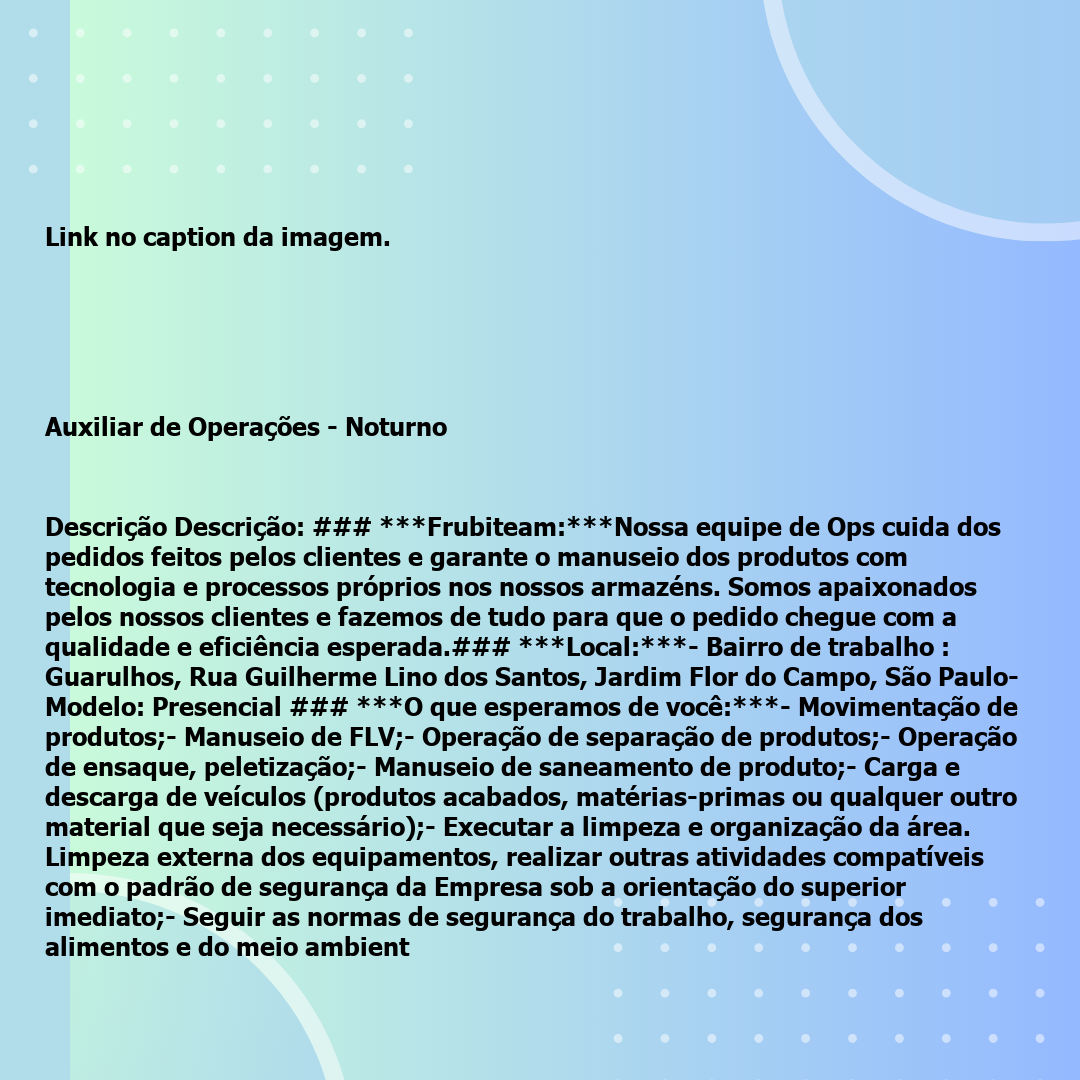 Link no caption da imagem.
Auxiliar de Operações - Noturno
Descrição Descrição: ### ***Frubiteam:***Nossa equipe de Ops cuida dos
pedidos feitos pelos clientes e garante o manuseio dos produtos com
tecnologia e processos próprios nos nossos armazéns. Somos apaixonados
pelos nossos clientes e fazemos de tudo para que o pedido chegue com a
qualidade e eficiência esperada.### ***Local:***- Bairro de trabalho :
Guarulhos, Rua Guilherme Lino dos Santos, Jardim Flor do Campo, São Paulo-
Modelo: Presencial ### ***O que esperamos de você:***- Movimentação de
produtos;- Manuseio de FLV;- Operação de separação de produtos;- Operação
de ensaque, peletização;- Manuseio de saneamento de produto;- Carga e
descarga de veículos (produtos acabados, matérias-primas ou qualquer outro
material que seja necessário);- Executar a limpeza e organização da área.
Limpeza externa dos equipamentos, realizar outras atividades compatíveis
com o padrão de segurança da Empresa sob a orientação do superior
imediato;- Seguir as normas de segurança do trabalho, segurança dos
alimentos e do meio ambient